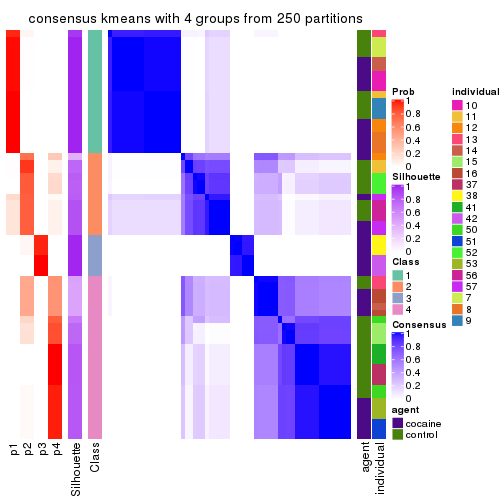 consensus kmeans with 4 groups from 250 partitions
p1
p2
p3
p4
Silhouette
Class
agent
individual
Prob
1
0.8
0.6
0.4
0.2
0
Silhouette
1
0.8
0.6
0.4
0.2
0
Class
1
2
3
4
Consensus
1
0.8
0.6
0.4
0.2
0
agent
cocaine
control
individual
10
11
12
13
14
15
16
37
38
41
42
50
51
52
53
56
57
7
8
9